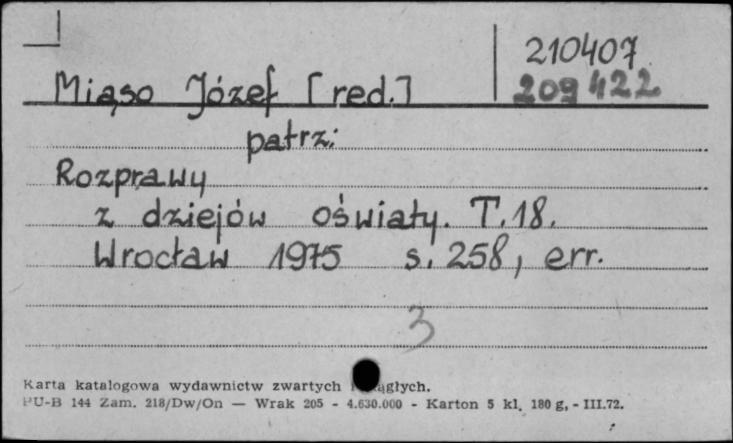 210407
Miąso Józef [red.] 209422
patrz:
Rozprawy
z dziejów oświaty. T. 18.
Wrocław 1975 s. 258, err.
3
Karta katalogowa wydawnictw zwartych
PU-B 144 Zam. 218/Dw/On — Wrak 205 - 4.630.000 - Karton 5 kl. 180 g, - III.72.